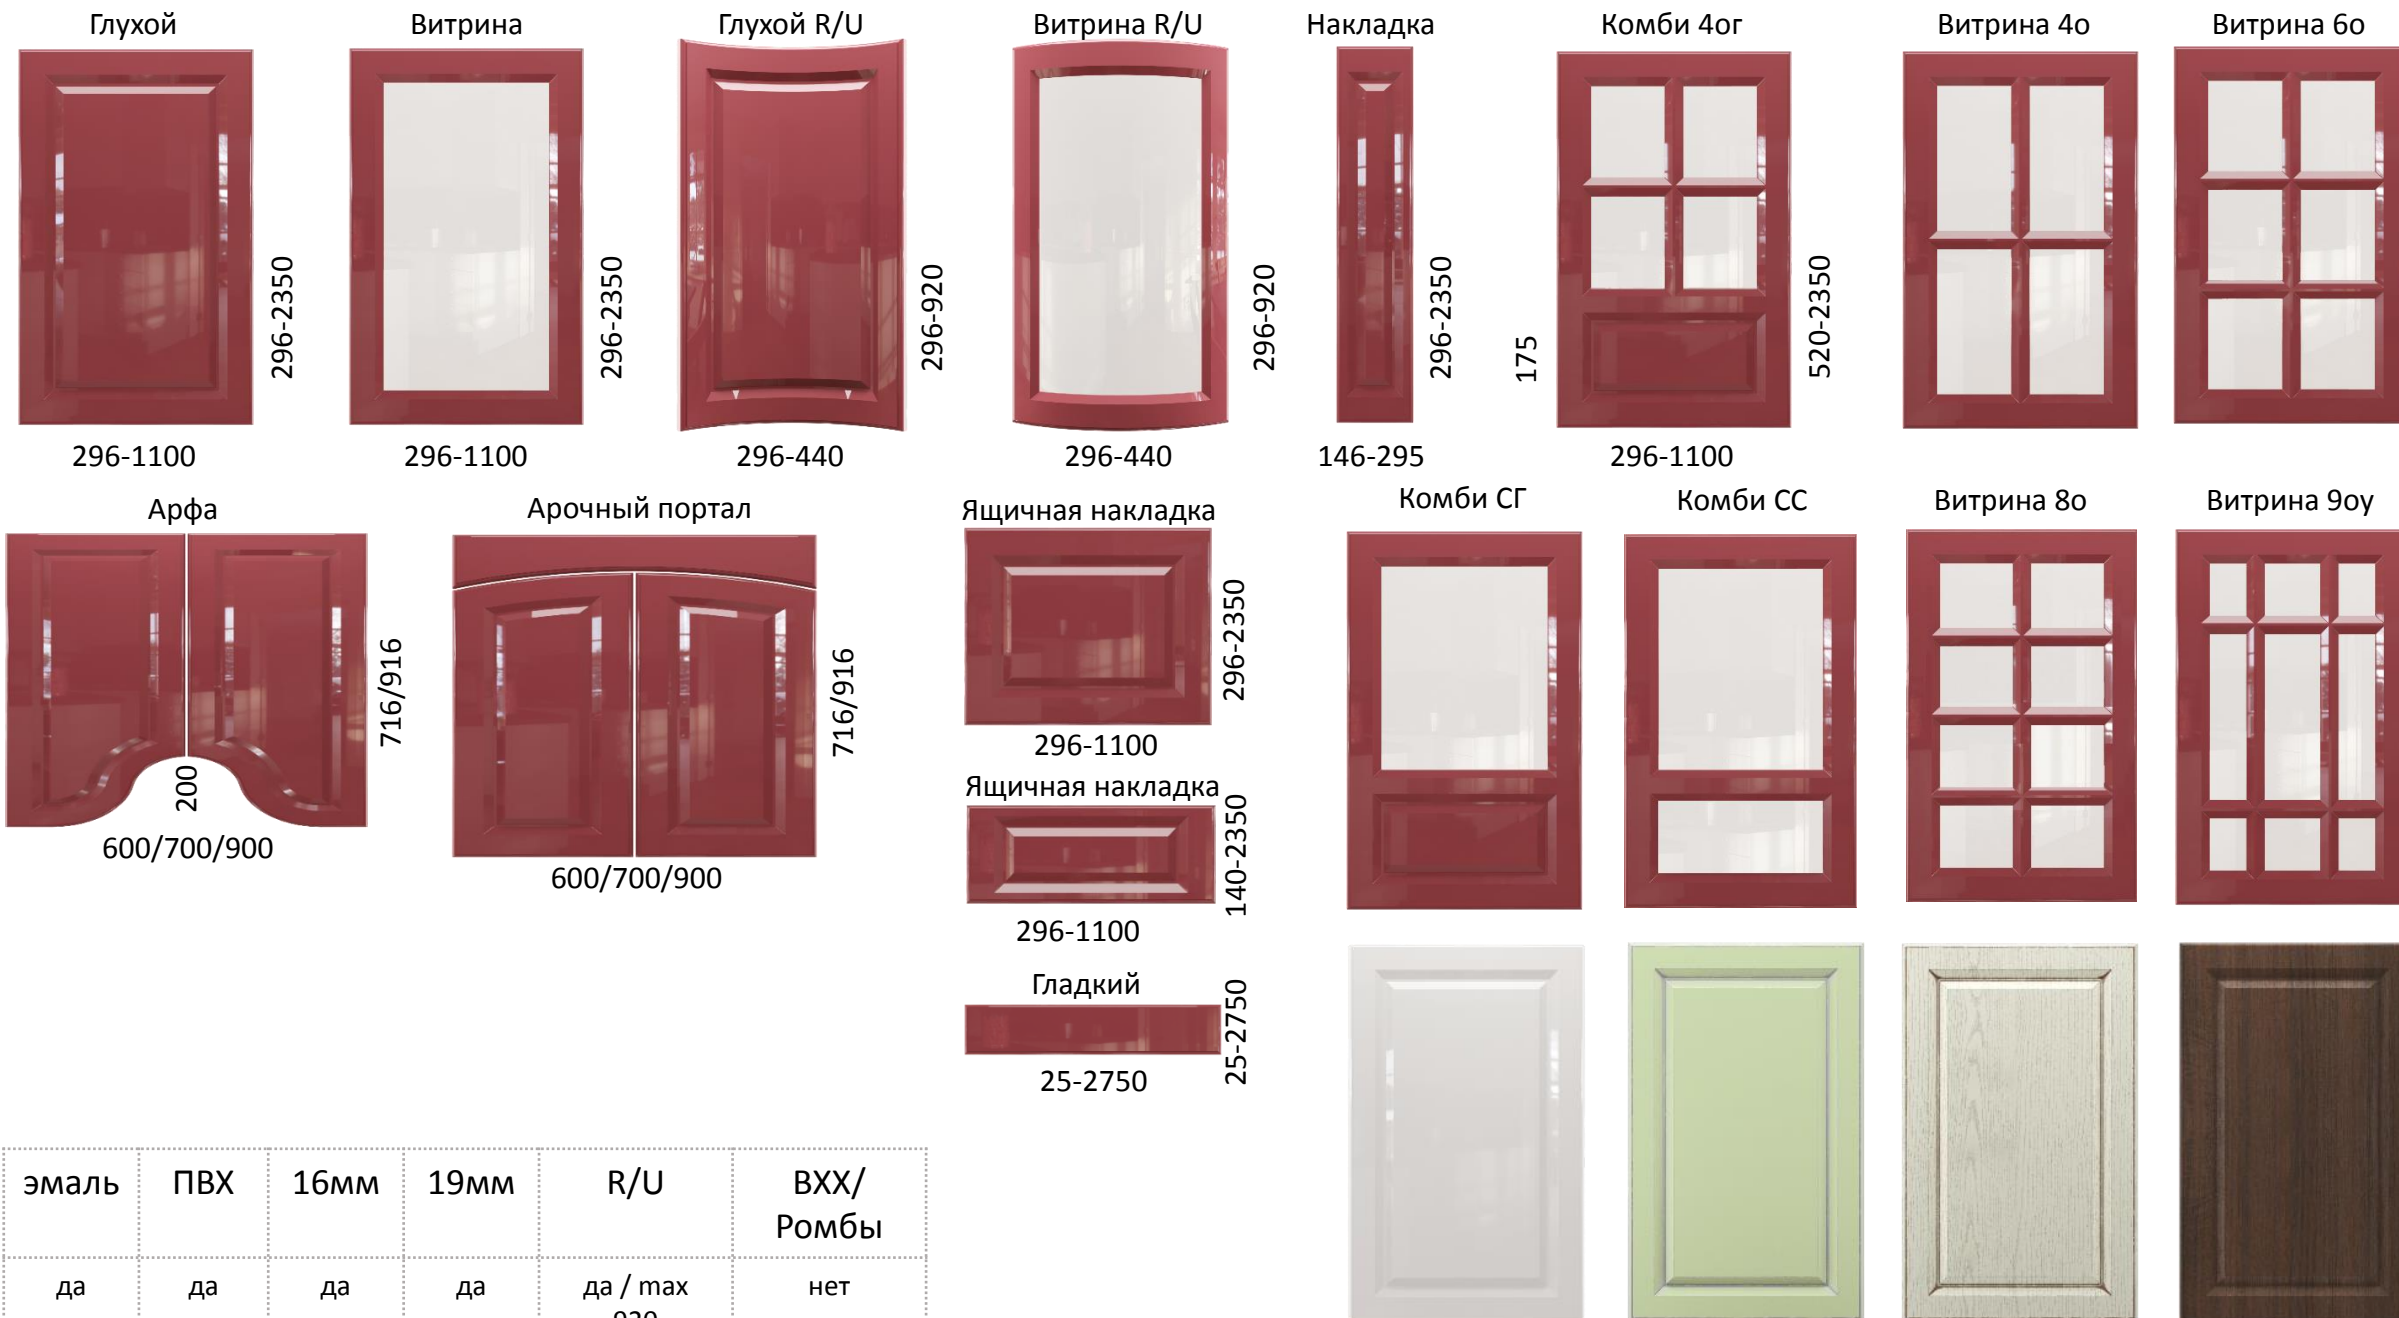 Глухой
Витрина
Глухой R/U
Витрина R/U
Накладка
Комби 4ог
Витрина 4о
Витрина 6о
296-2350
296-2350
296-920
296-920
296-2350
175
520-2350
296-1100
296-1100
296-440
296-440
146-295
296-1100
Арфа
Арочный портал
Ящичная накладка
Комби СГ
Комби СС
Витрина 8о
Витрина 9оу
716/916
200
600/700/900
716/916
600/700/900
296-2350
296-1100
Ящичная накладка
140-2350
296-1100
Гладкий
25-2750
25-2750
эмаль
ПВХ
16мм
19мм
R/U
ВХХ/
Ромбы
да
да
да
да
да / max
920
нет